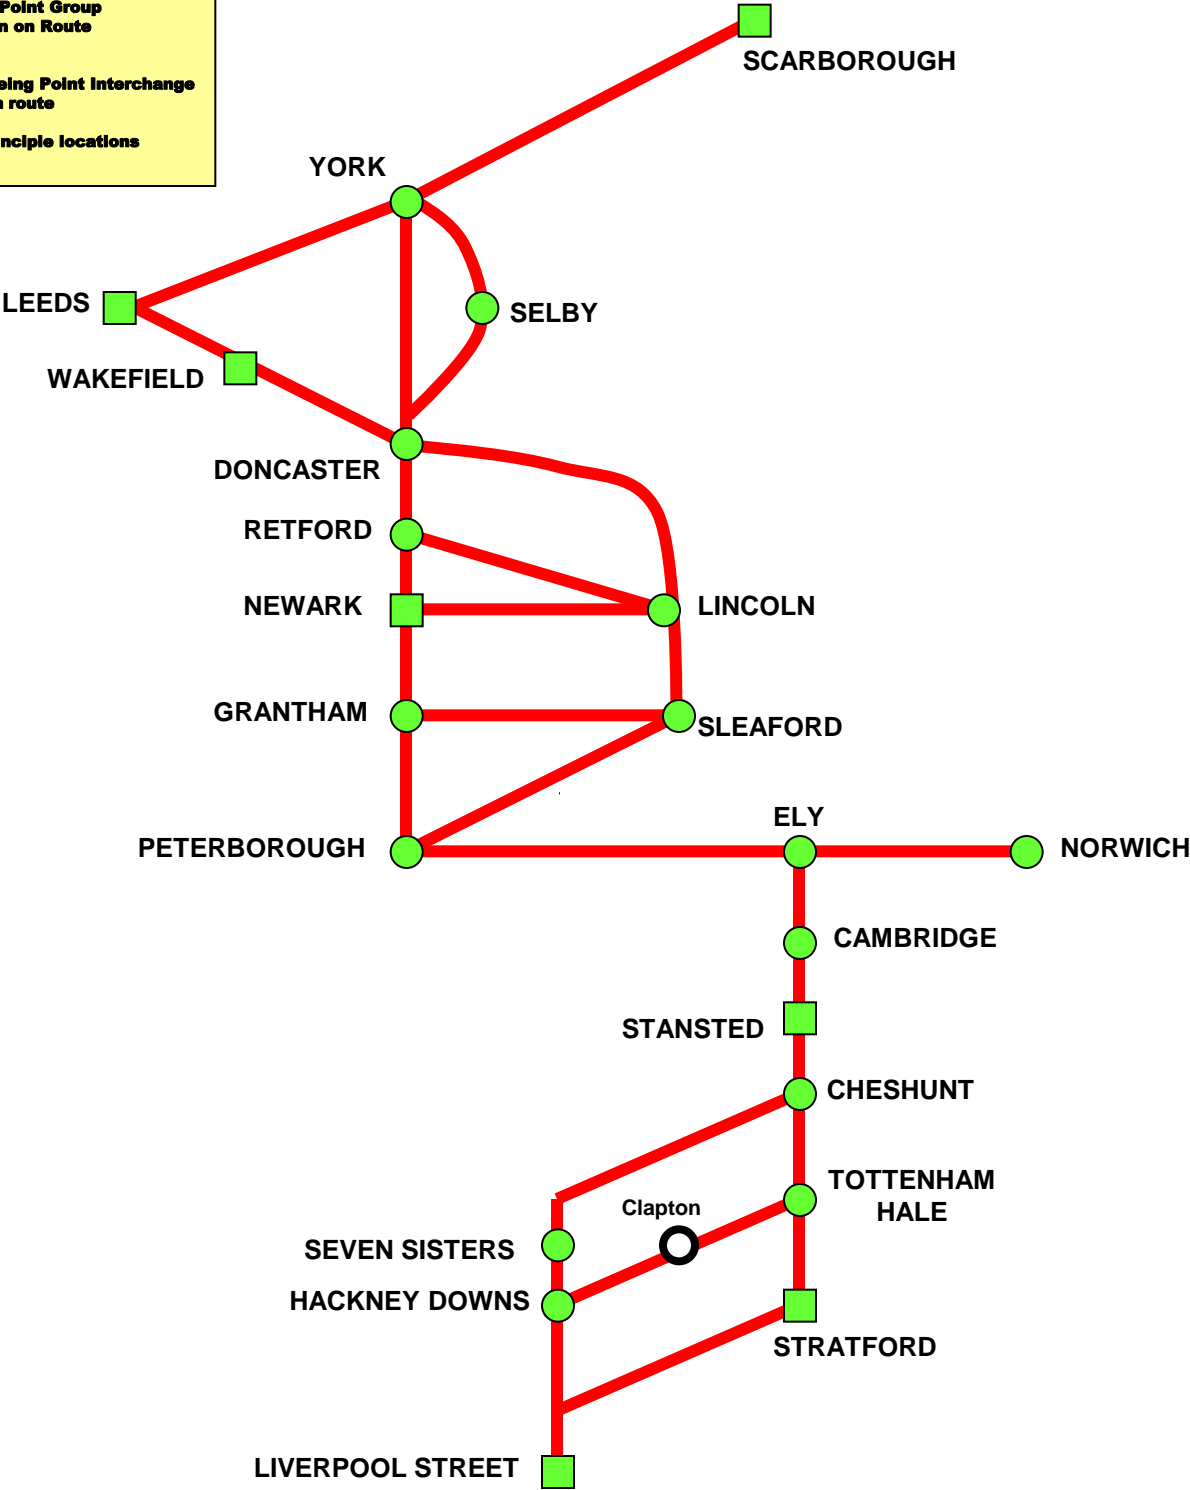 Point Group
n on Route
eing Point Interchange
n route
nciple locations
SCARBOROUGH
YORK
LEEDS
SELBY
WAKEFIELD
DONCASTER
RETFORD
NEWARK
LINCOLN
GRANTHAM
SLEAFORD
ELY
PETERBOROUGH
NORWICH
CAMBRIDGE
STANSTED
CHESHUNT
TOTTENHAM
HALE
Clapton
SEVEN SISTERS
HACKNEY DOWNS
STRATFORD
LIVERPOOL STREET